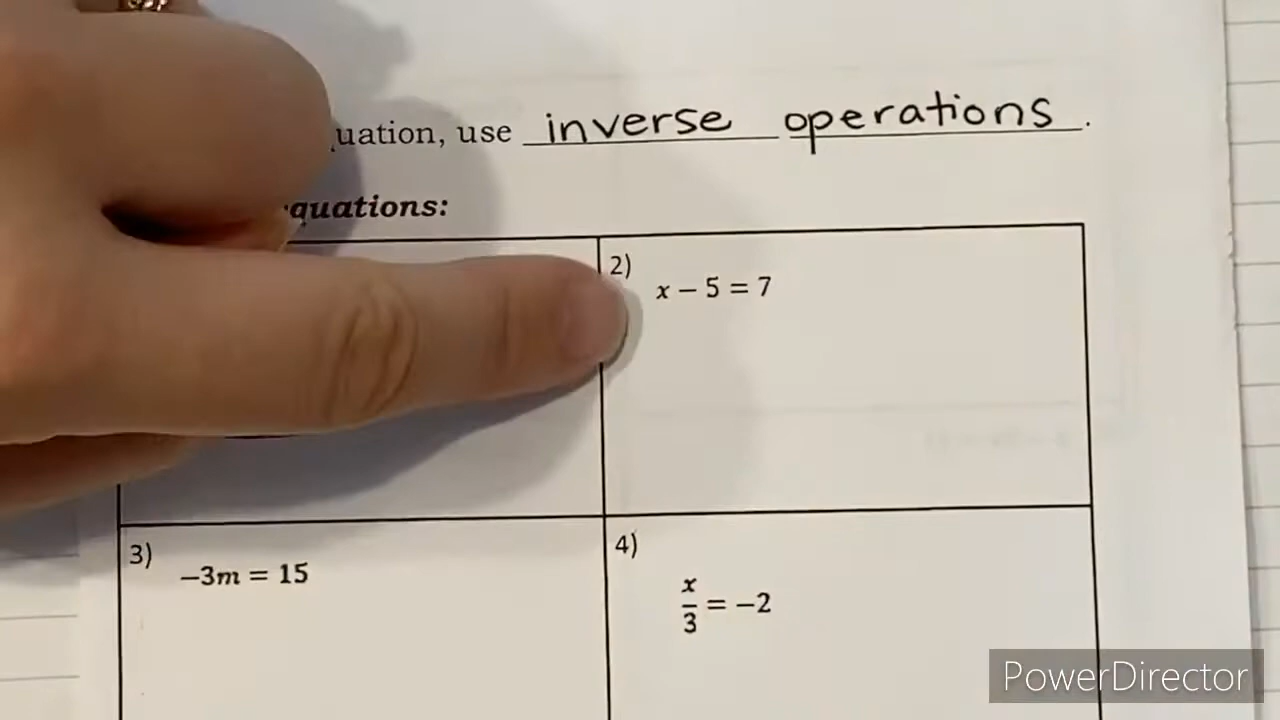 uation, use inverse operations.
quations:
2)
x – 5 = 7
3)
–3m = 15
4)
x/3 = –2
PowerDirector